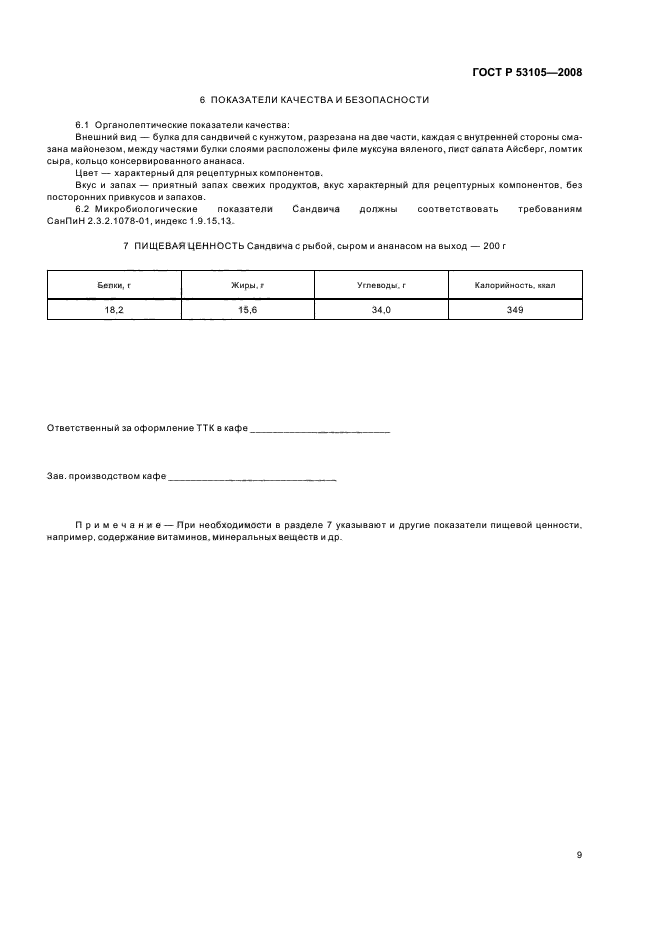 ГОСТ Р 53105—2008
6 ПОКАЗАТЕЛИ КАЧЕСТВА И БЕЗОПАСНОСТИ
6.1 Органолептические показатели качества:
Внешний вид — булка для сандвичей с кунжутом, разрезана на две части, каждая с внутренней стороны сма-
зана майонезом, между частями булки слоями расположены филе муксуна вяленого, лист салата Айсберг, ломтик
сыра, кольцо консервированного ананаса.
Цвет — характерный для рецептурных компонентов.
Вкус и запах — приятный запах свежих продуктов, вкус характерный для рецептурных компонентов, без
посторонних привкусов и запахов.
6.2 Микробиологические показатели Сандвича должны соответствовать требованиям
СанПиН 2.3.2.1078-01, индекс 1.9.15.13.
7 ПИЩЕВАЯ ЦЕННОСТЬ Сандвича с рыбой, сыром и ананасом на выход — 200 г
Белки, г Жиры, г Углеводы, г Калорийность, ккал
18,2 15,6 34,0 349
Ответственный за оформление ТТК в кафе ____________________________
Зав. производством кафе __________________________________
Примечание — При необходимости в разделе 7 указывают и другие показатели пищевой ценности,
например, содержание витаминов, минеральных веществ и др.
9